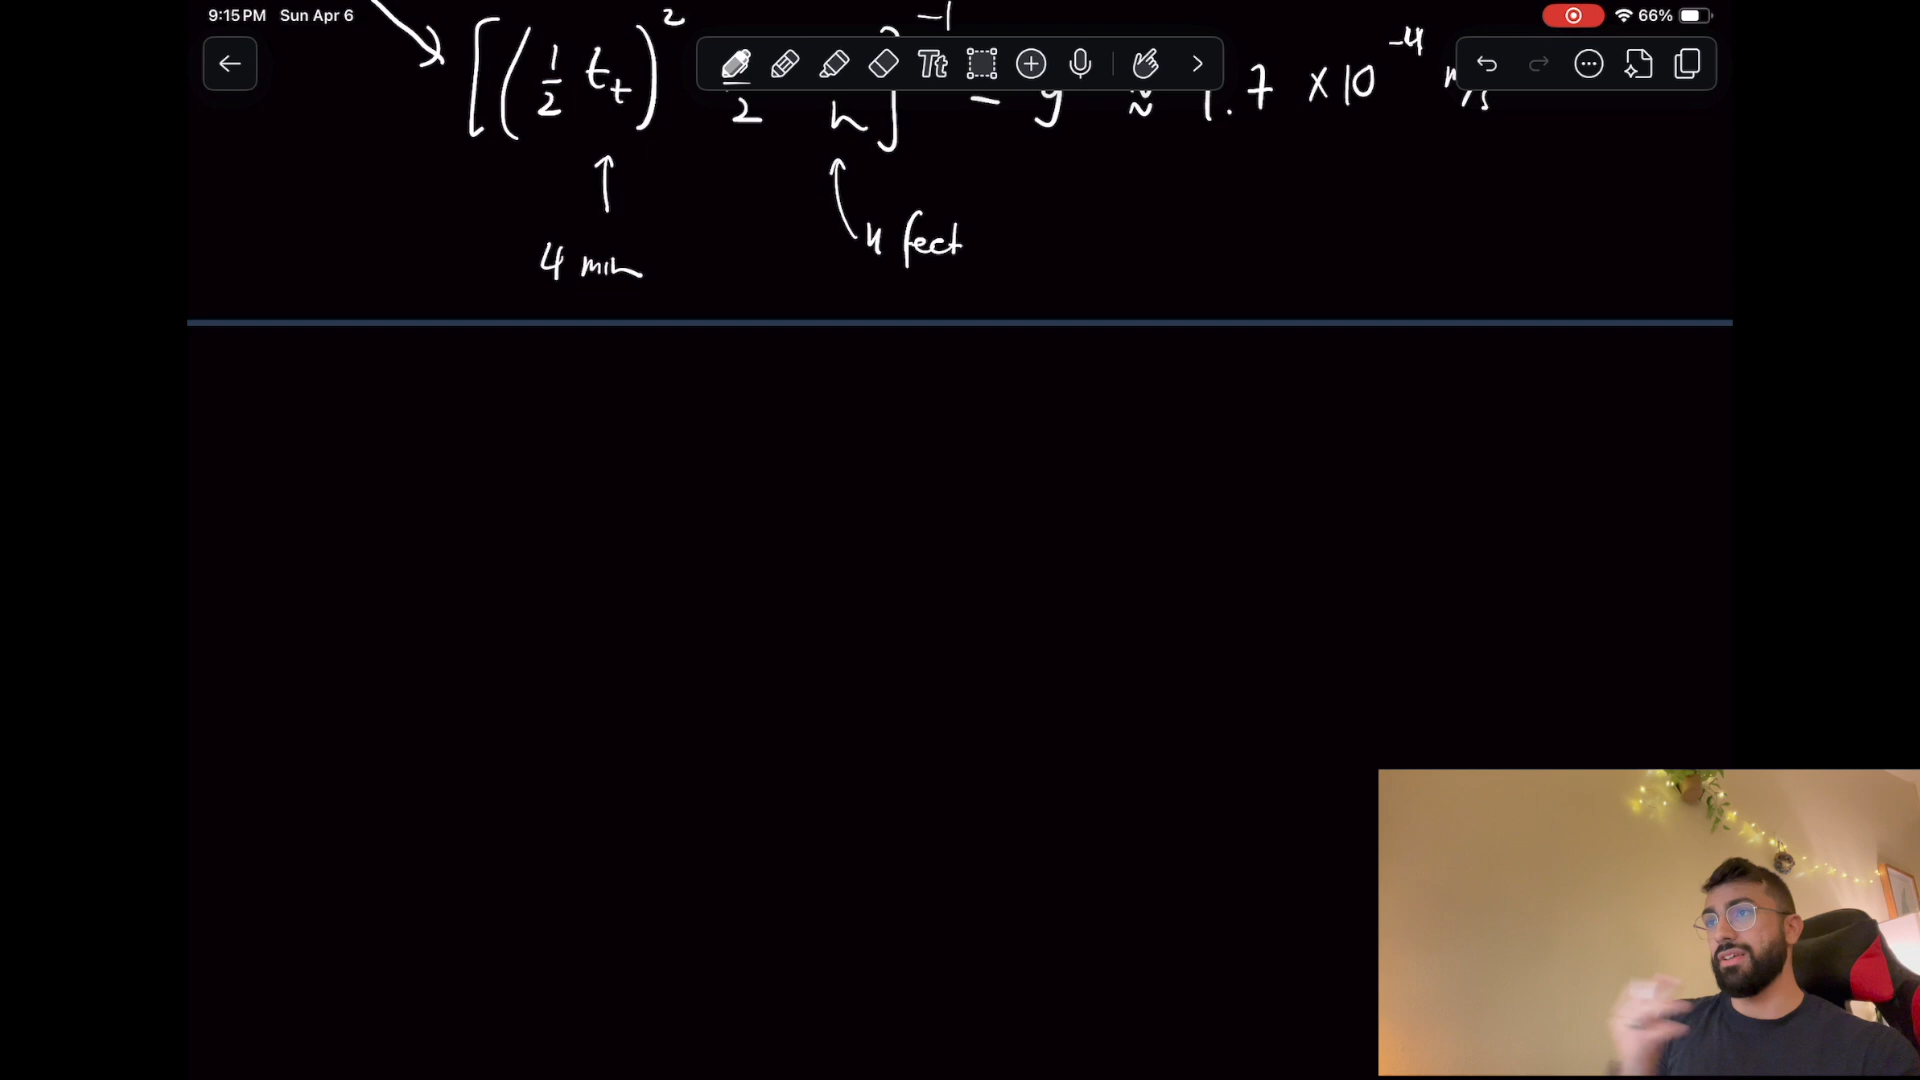 9:15 PM Sun Apr 6 66%
[(1/2 t_t)^2 2 h]^-1 - g ≈ 1.7 × 10^-4 m/s
Tt
4 min
4 feet